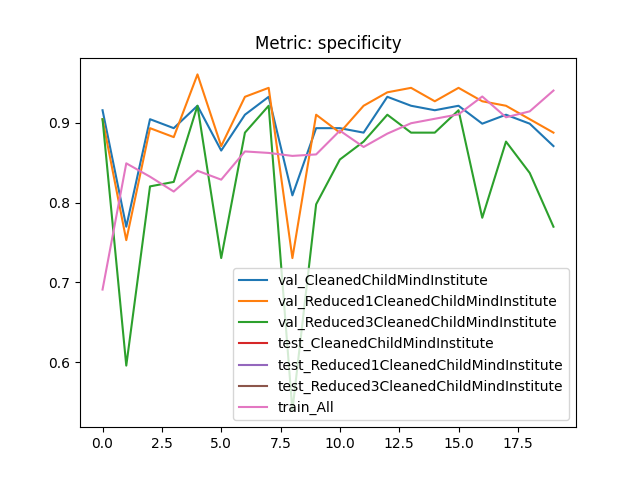 Metric: specificity
0.9
0.8
0.7
0.6
val_CleanedChildMindInstitute
val_Reduced1CleanedChildMindInstitute
val_Reduced3CleanedChildMindInstitute
test_CleanedChildMindInstitute
test_Reduced1CleanedChildMindInstitute
test_Reduced3CleanedChildMindInstitute
train_All
0.0 2.5 5.0 7.5 10.0 12.5 15.0 17.5